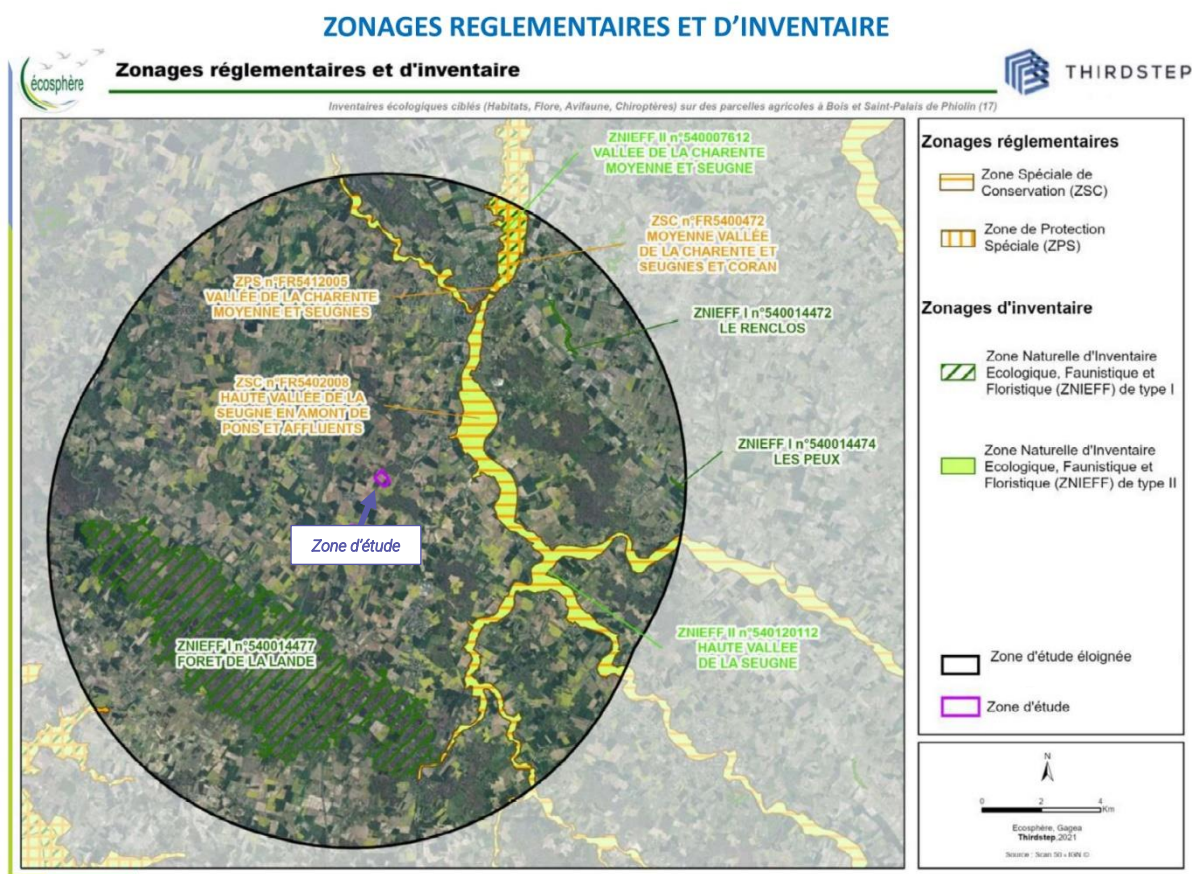 ZONAGES REGLEMENTAIRES ET D’INVENTAIRE
écosphère
Zonages réglementaires et d'inventaire
THIRDSTEP
Inventaires écologiques ciblés (Habitats, Flore, Avifaune, Chiroptères) sur des parcelles agricoles à Bois et Saint-Palais de Phiolin (17)
ZNIEFF II n°540007612
VALLEE DE LA CHARENTE
MOYENNE ET SEUGNE
ZSC n°FR5400472
MOYENNE VALLÉE
DE LA CHARENTE ET
SEUGNES ET CORAN
ZPS n°FR5412005
VALLÉE DE LA CHARENTE
MOYENNE ET SEUGNES
ZNIEFF I n°540014472
LE RENCLOS
ZSC n°FR5402008
HAUTE VALLEE DE LA
SEUGNE EN AMONT DE
PONS ET AFFLUENTS
ZNIEFF I n°540014474
LES PEUX
Zone d'étude
ZNIEFF I n°540014477
FORET DE LA LANDE
ZNIEFF II n°540120112
HAUTE VALLEE
DE LA SEUGNE
Zonages réglementaires
Zone Spéciale de
Conservation (ZSC)
Zone de Protection
Spéciale (ZPS)
Zonages d'inventaire
Zone Naturelle d'Inventaire
Ecologique, Faunistique et
Floristique (ZNIEFF) de type I
Zone Naturelle d'Inventaire
Ecologique, Faunistique et
Floristique (ZNIEFF) de type II
Zone d'étude éloignée
Zone d'étude
N
0 2 4
Km
Ecosphère, Gagea
Thirdstep,2021
Source : Scan 50 - IGN ©